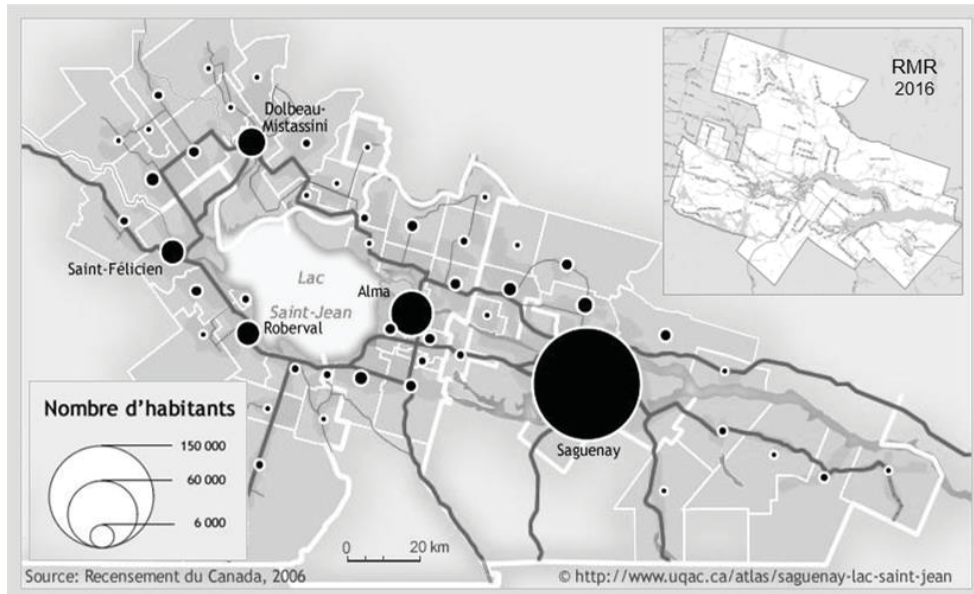 RMR
2016
Dolbeau-
Mistassini
Saint-Félicien
Alma
Lac
Saint-Jean
Roberval
Saguenay
Nombre d'habitants
150 000
60 000
6 000
0 20 km
Source: Recensement du Canada, 2006
© http://www.uqac.ca/atlas/saguenay-lac-saint-jean